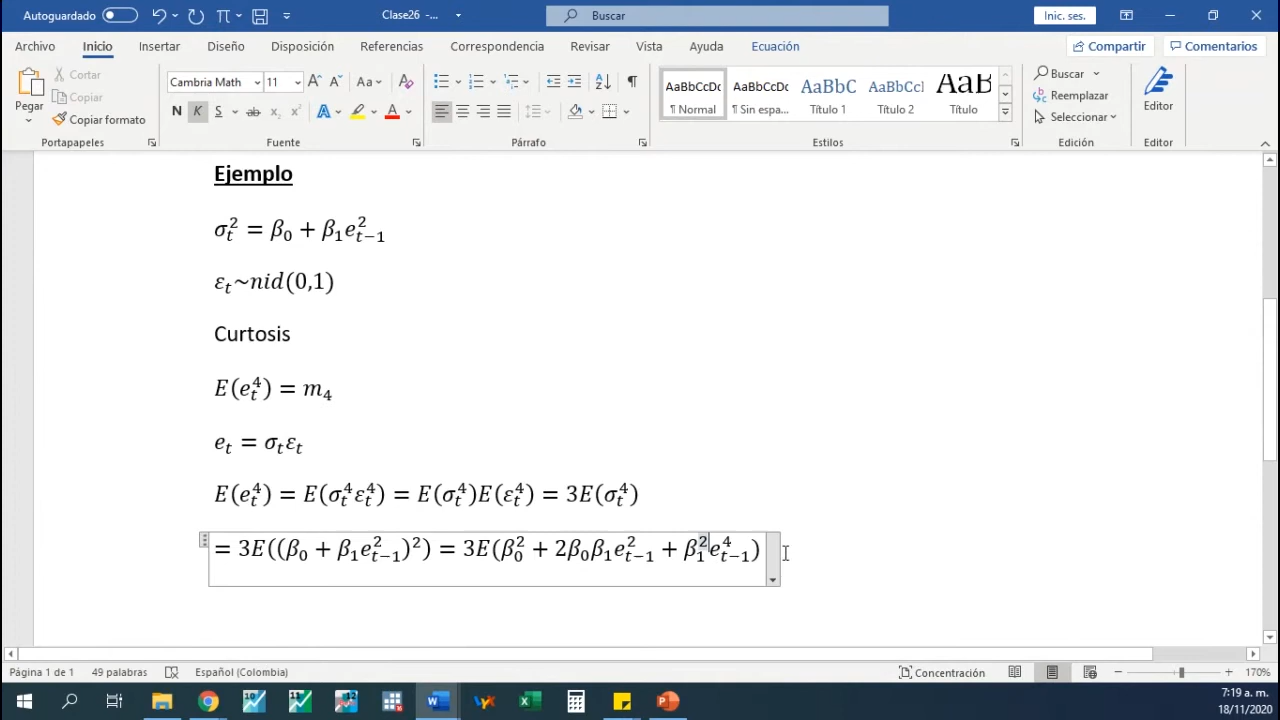 Autoguardado
Clase26 -...
Buscar
Inic. ses.
Archivo Inicio Insertar Diseño Disposición Referencias Correspondencia Revisar Vista Ayuda Ecuación
Compartir
Comentarios
Pegar
Cortar
Copiar
Copiar formato
Portapapeles
Cambria Math 11
N K S ab x₂ x²
Fuente
Párrafo
AaBbCcDc AaBbCcDc AaBbC AaBbCcI AaB
¶ Normal ¶ Sin espa... Título 1 Título 2 Título
Estilos
Buscar
Reemplazar
Seleccionar
Edición
Editor
Editor
Ejemplo
σ_t^2 = β_0 + β_1 e_{t−1}^2
ε_t~nid(0,1)
Curtosis
E(e_t^4) = m_4
e_t = σ_t ε_t
E(e_t^4) = E(σ_t^4 ε_t^4) = E(σ_t^4)E(ε_t^4) = 3E(σ_t^4)
= 3E((β_0 + β_1 e_{t−1}^2)^2) = 3E(β_0^2 + 2β_0β_1 e_{t−1}^2 + β_1^2 e_{t−1}^4)
Página 1 de 1 49 palabras Español (Colombia) Concentración 170%
7:19 a. m.
18/11/2020